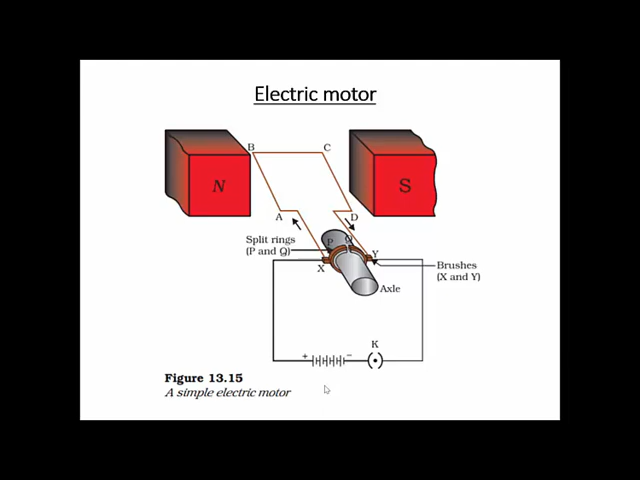 Electric motor
B
C
N
S
A
D
Split rings
(P and Q)
P
Q
X
Y
Brushes
(X and Y)
Axle
K
+
−
Figure 13.15
A simple electric motor